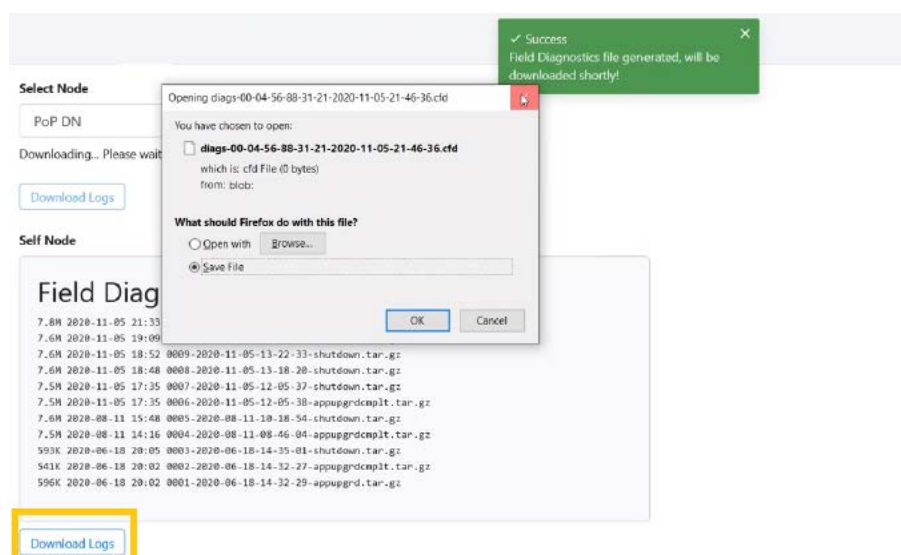 ✓ Success
Field Diagnostics file generated, will be
downloaded shortly!
Select Node
PoP DN
Downloading... Please wait
Download Logs
Opening diags-00-04-56-88-31-21-2020-11-05-21-46-36.cfd
You have chosen to open:
diags-00-04-56-88-31-21-2020-11-05-21-46-36.cfd
which is: cfd File (0 bytes)
from: blob:
What should Firefox do with this file?
Open with Browse...
Save File
OK Cancel
Self Node
Field Diag
7.8M 2020-11-05 21:33
7.6M 2020-11-05 19:09
7.6M 2020-11-05 18:52 0009-2020-11-05-13-22-33-shutdown.tar.gz
7.6M 2020-11-05 18:48 0008-2020-11-05-13-18-20-shutdown.tar.gz
7.5M 2020-11-05 17:35 0007-2020-11-05-12-05-37-shutdown.tar.gz
7.5M 2020-11-05 17:35 0006-2020-11-05-12-05-38-appupgrdcmplt.tar.gz
7.6M 2020-08-11 15:48 0005-2020-08-11-10-18-54-shutdown.tar.gz
7.5M 2020-08-11 14:16 0004-2020-08-11-08-46-04-appupgrdcmplt.tar.gz
593K 2020-06-18 20:05 0003-2020-06-18-14-35-01-shutdown.tar.gz
541K 2020-06-18 20:02 0002-2020-06-18-14-32-27-appupgrdcmplt.tar.gz
596K 2020-06-18 20:02 0001-2020-06-18-14-32-29-appupgrd.tar.gz
Download Logs